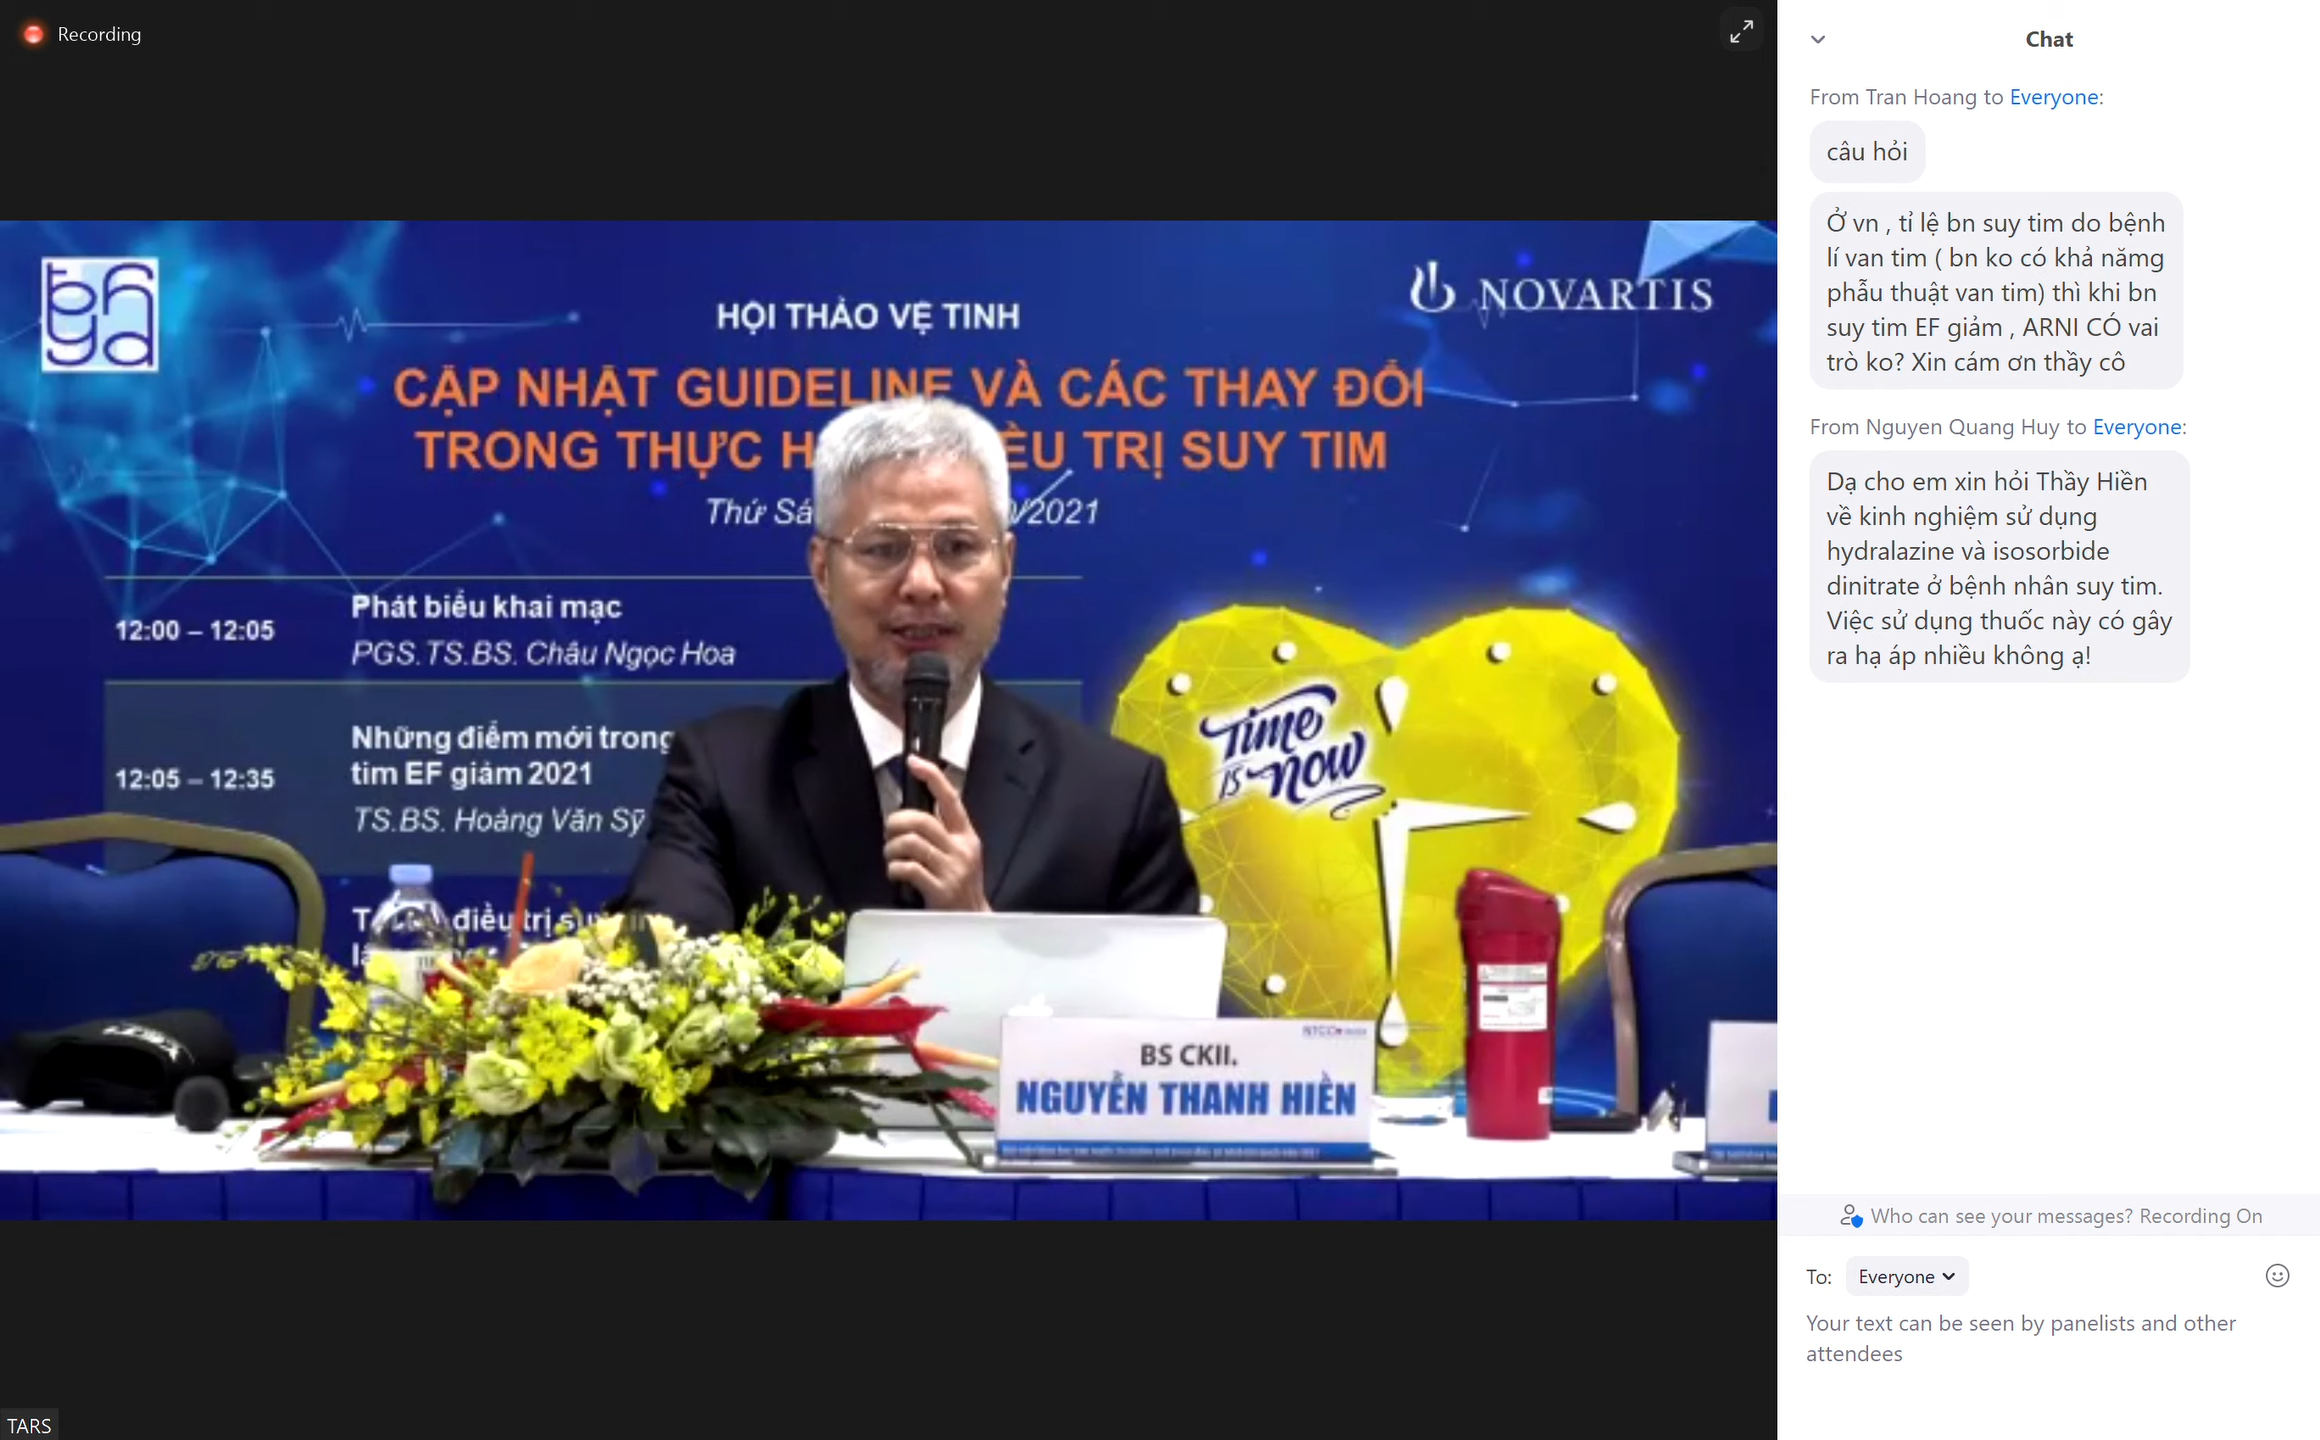 Recording
HỘI THẢO VỆ TINH
NOVARTIS
CẬP NHẬT GUIDELINE VÀ CÁC THAY ĐỔI
TRONG THỰC H ỀU TRỊ SUY TIM
Thứ Sá /2021
12:00 – 12:05
Phát biểu khai mạc
PGS.TS.BS. Châu Ngọc Hoa
12:05 – 12:35
Những điểm mới trong
tim EF giảm 2021
TS.BS. Hoàng Văn Sỹ
điều trị
Time
is now
BS CKII.
NGUYỄN THANH HIỀN
TARS
Chat
From Tran Hoang to Everyone:
câu hỏi
Ở vn , tỉ lệ bn suy tim do bệnh
lí van tim ( bn ko có khả nămg
phẫu thuật van tim) thì khi bn
suy tim EF giảm , ARNI CÓ vai
trò ko? Xin cám ơn thầy cô
From Nguyen Quang Huy to Everyone:
Dạ cho em xin hỏi Thầy Hiền
về kinh nghiệm sử dụng
hydralazine và isosorbide
dinitrate ở bệnh nhân suy tim.
Việc sử dụng thuốc này có gây
ra hạ áp nhiều không ạ!
Who can see your messages? Recording On
To: Everyone
Your text can be seen by panelists and other
attendees